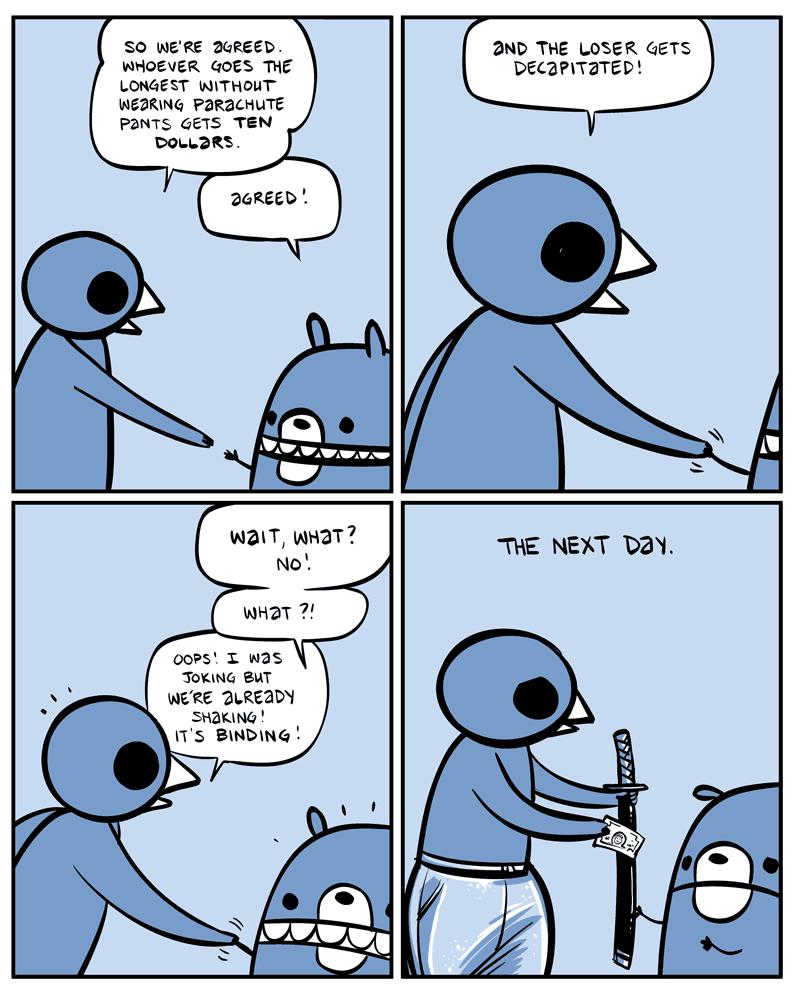 SO WE'RE AGREED.
WHOEVER GOES THE
LONGEST WITHOUT
WEARING PARACHUTE
PANTS GETS TEN
DOLLARS.
AGREED!
AND THE LOSER GETS
DECAPITATED!
WAIT, WHAT?
NO!
WHAT?!
OOPS! I WAS
JOKING BUT
WE'RE ALREADY
SHAKING!
IT'S BINDING!
THE NEXT DAY.